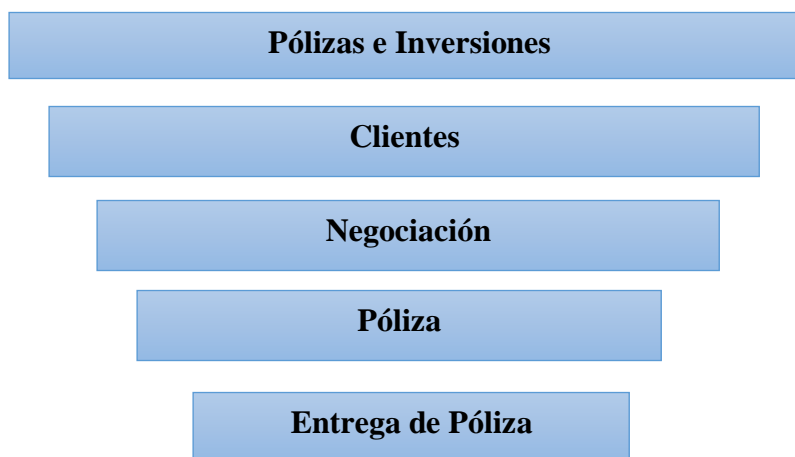 Pólizas e Inversiones
Clientes
Negociación
Póliza
Entrega de Póliza